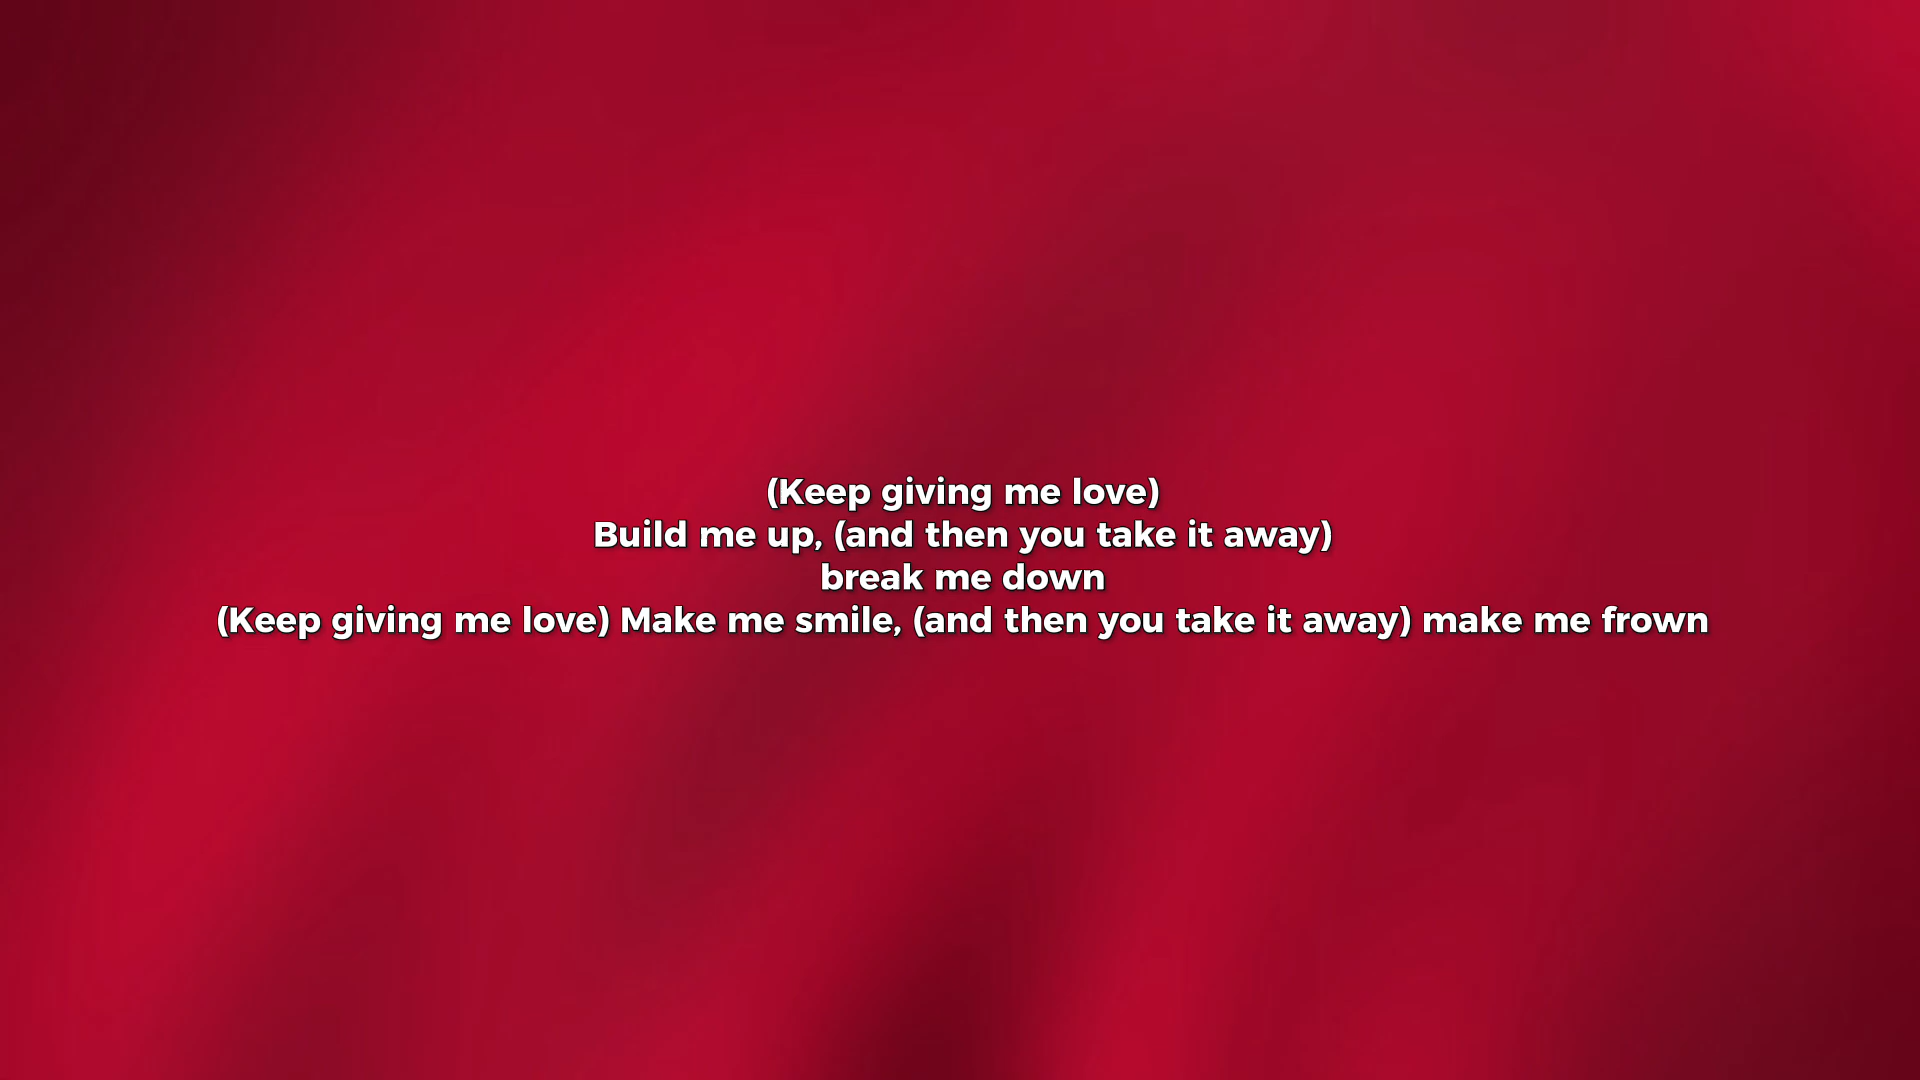 (Keep giving me love)
Build me up, (and then you take it away)
break me down
(Keep giving me love) Make me smile, (and then you take it away) make me frown